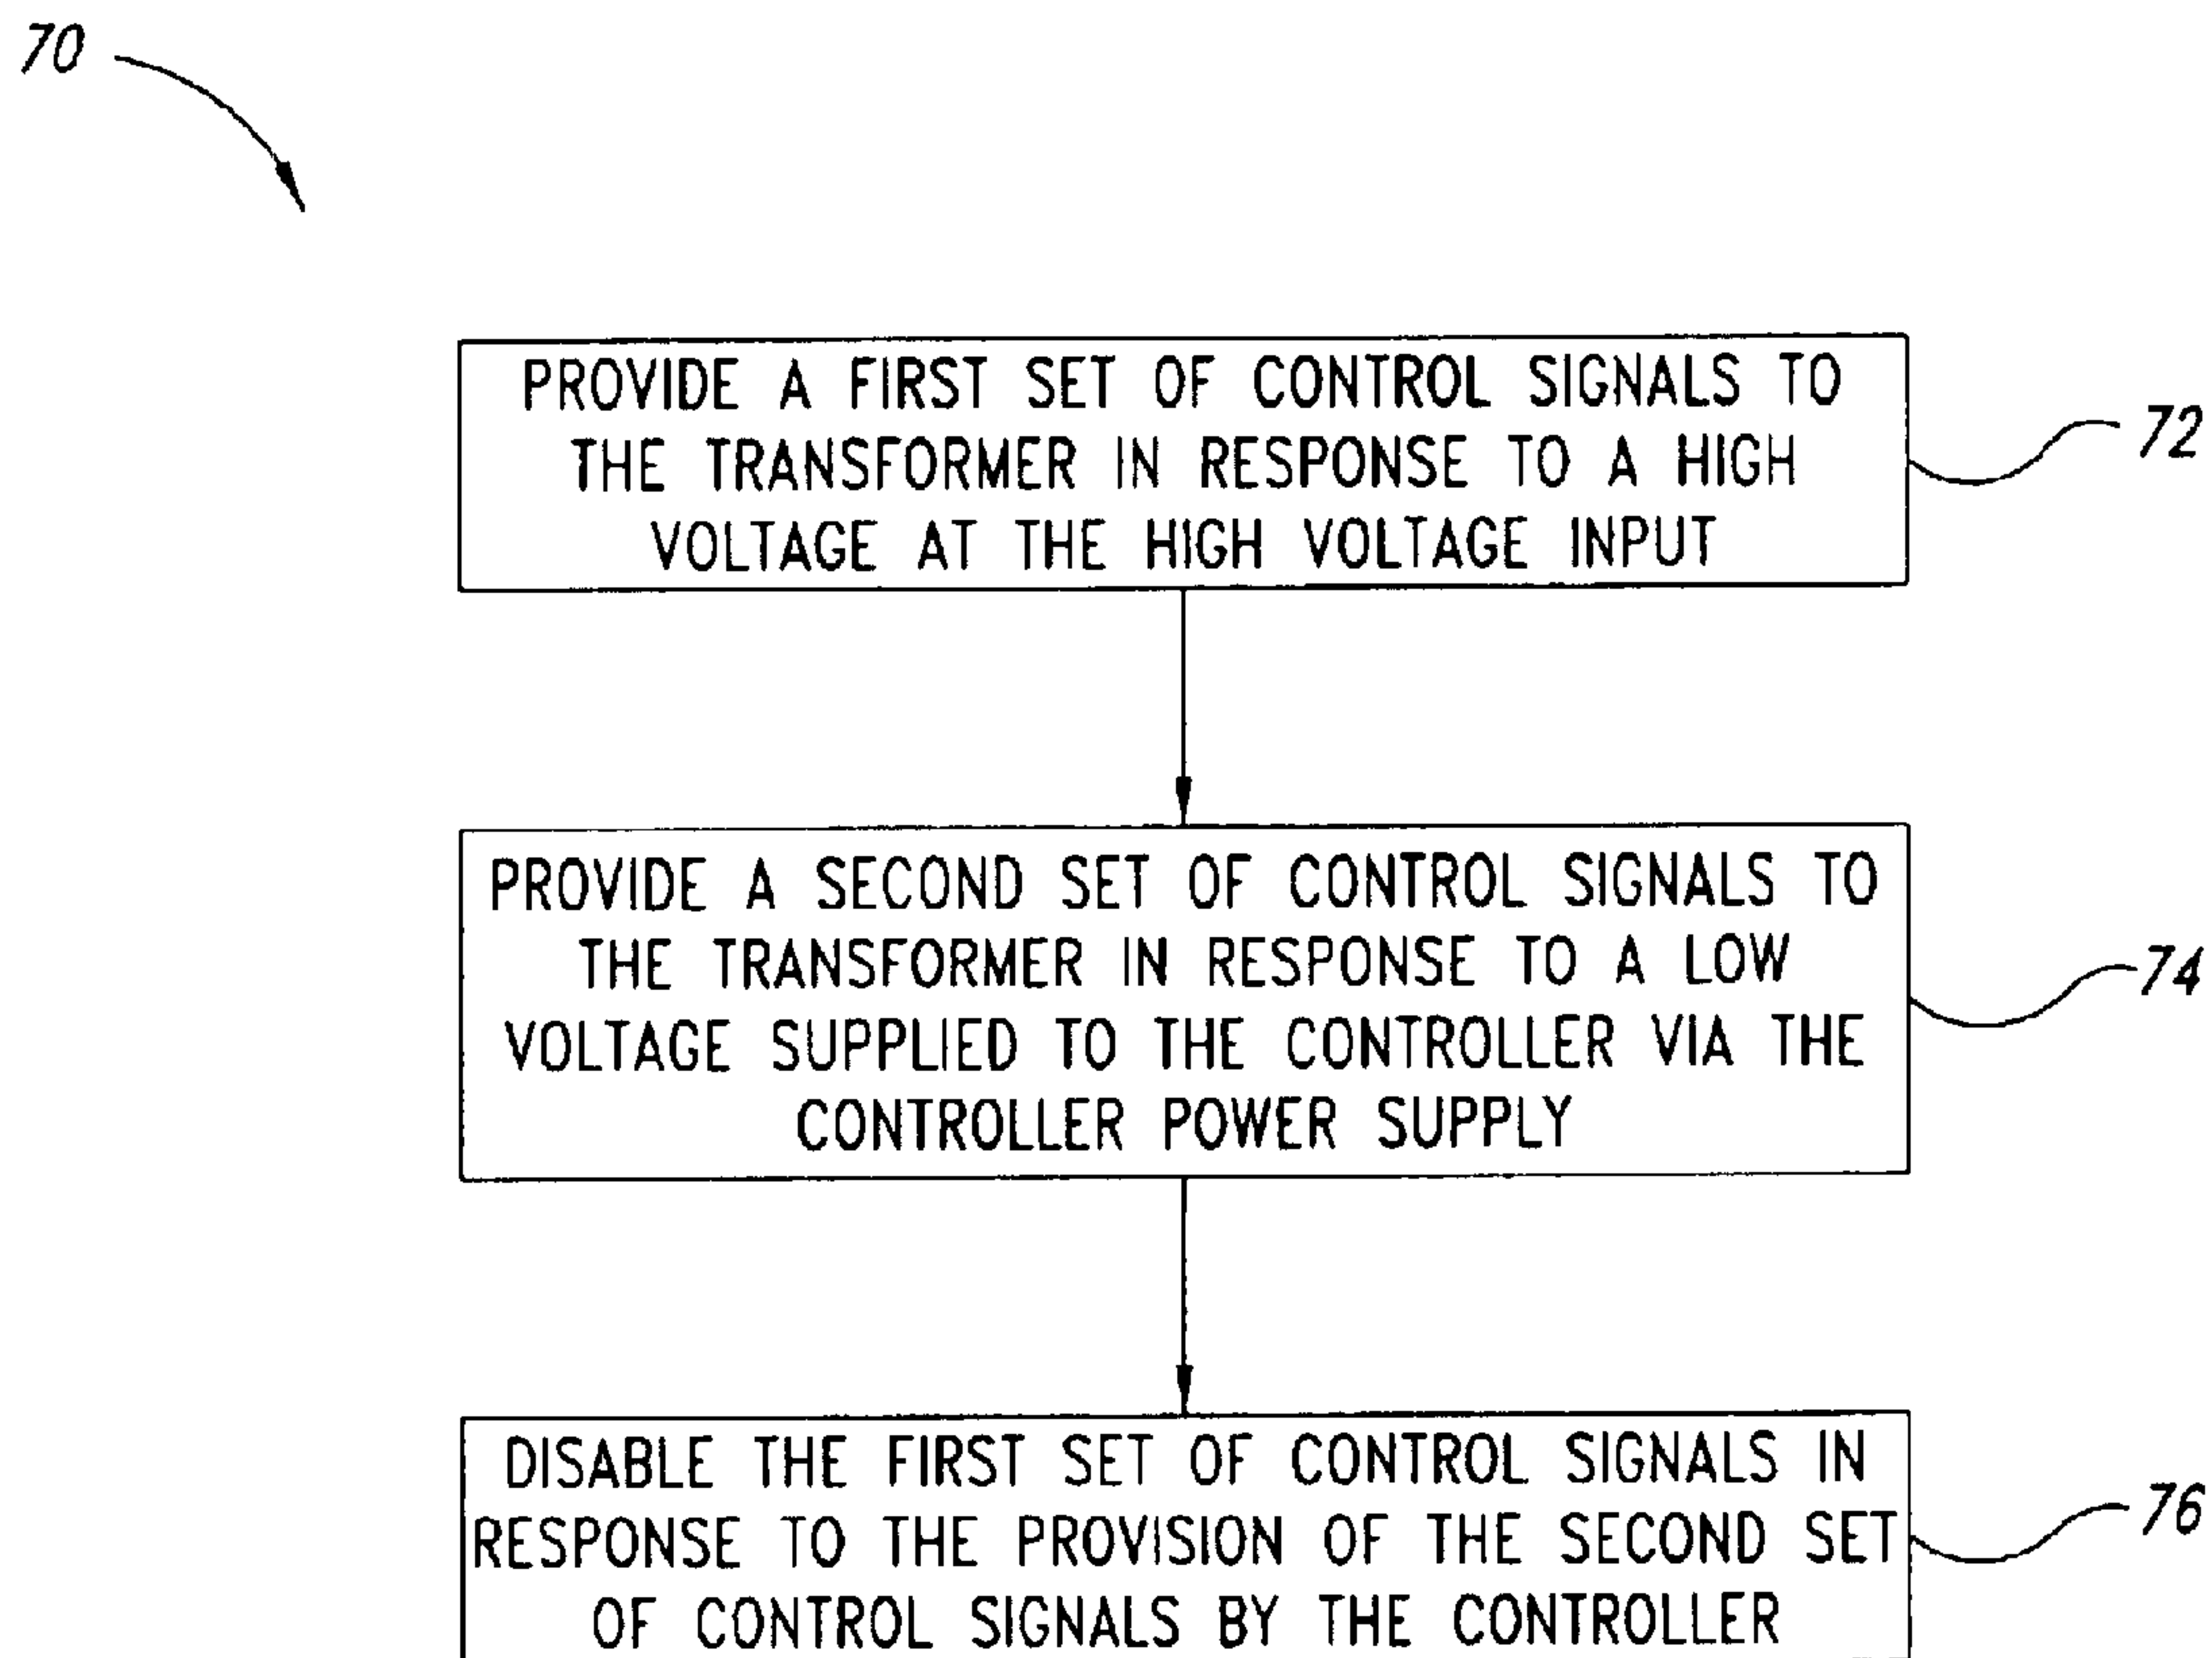 70
PROVIDE A FIRST SET OF CONTROL SIGNALS TO
THE TRANSFORMER IN RESPONSE TO A HIGH
VOLTAGE AT THE HIGH VOLTAGE INPUT
72
PROVIDE A SECOND SET OF CONTROL SIGNALS TO
THE TRANSFORMER IN RESPONSE TO A LOW
VOLTAGE SUPPLIED TO THE CONTROLLER VIA THE
CONTROLLER POWER SUPPLY
74
DISABLE THE FIRST SET OF CONTROL SIGNALS IN
RESPONSE TO THE PROVISION OF THE SECOND SET
OF CONTROL SIGNALS BY THE CONTROLLER
76